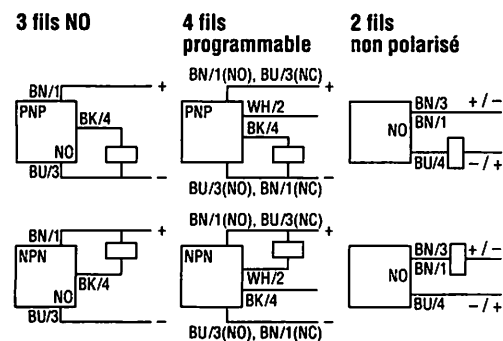 3 fils NO
BN/1
+
PNP
BK/4
NO
BU/3
–
BN/1
+
NPN
BK/4
NO
BU/3
–
4 fils
programmable
BN/1(NO), BU/3(NC)
+
PNP
WH/2
BK/4
–
BU/3(NO), BN/1(NC)
BN/1(NO), BU/3(NC)
+
NPN
WH/2
BK/4
–
BU/3(NO), BN/1(NC)
2 fils
non polarisé
BN/3 +/–
NO BN/1
BU/4 –/+
BN/3 +/–
NO BN/1
BU/4 –/+